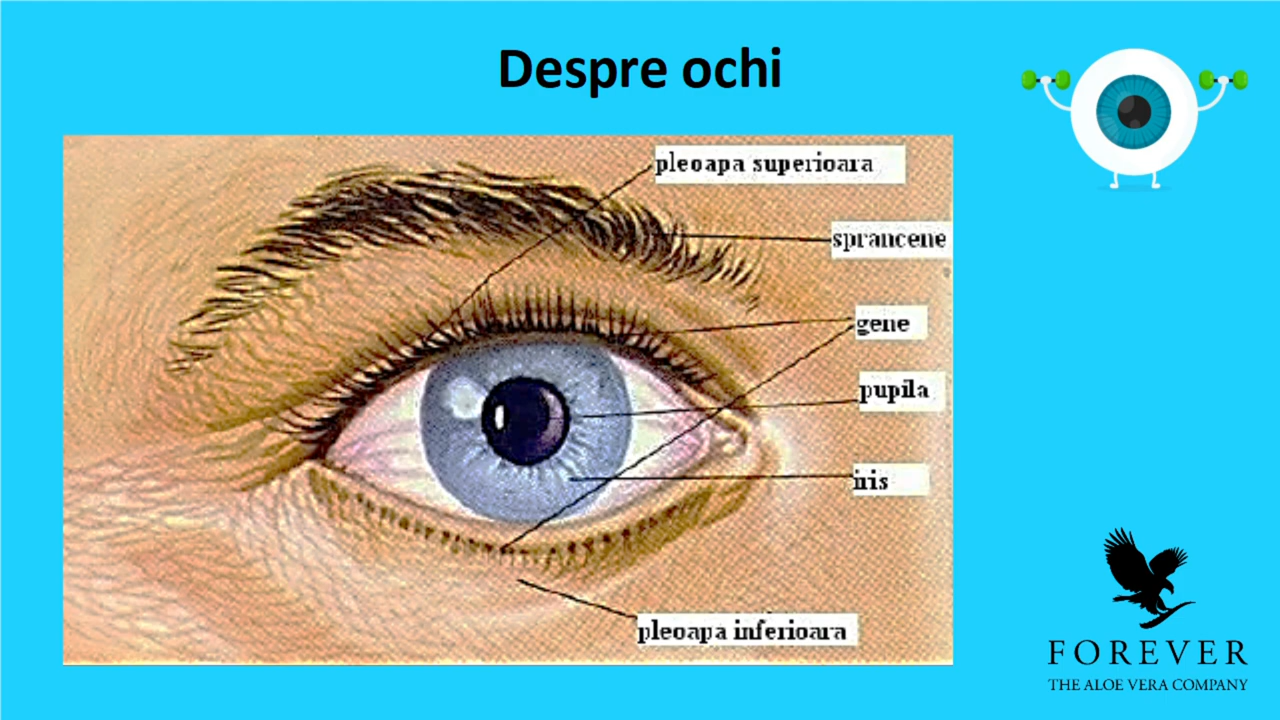 Despre ochi
pleoapa superioara
sprancene
gene
pupila
iris
pleoapa inferioara
FOREVER
THE ALOE VERA COMPANY